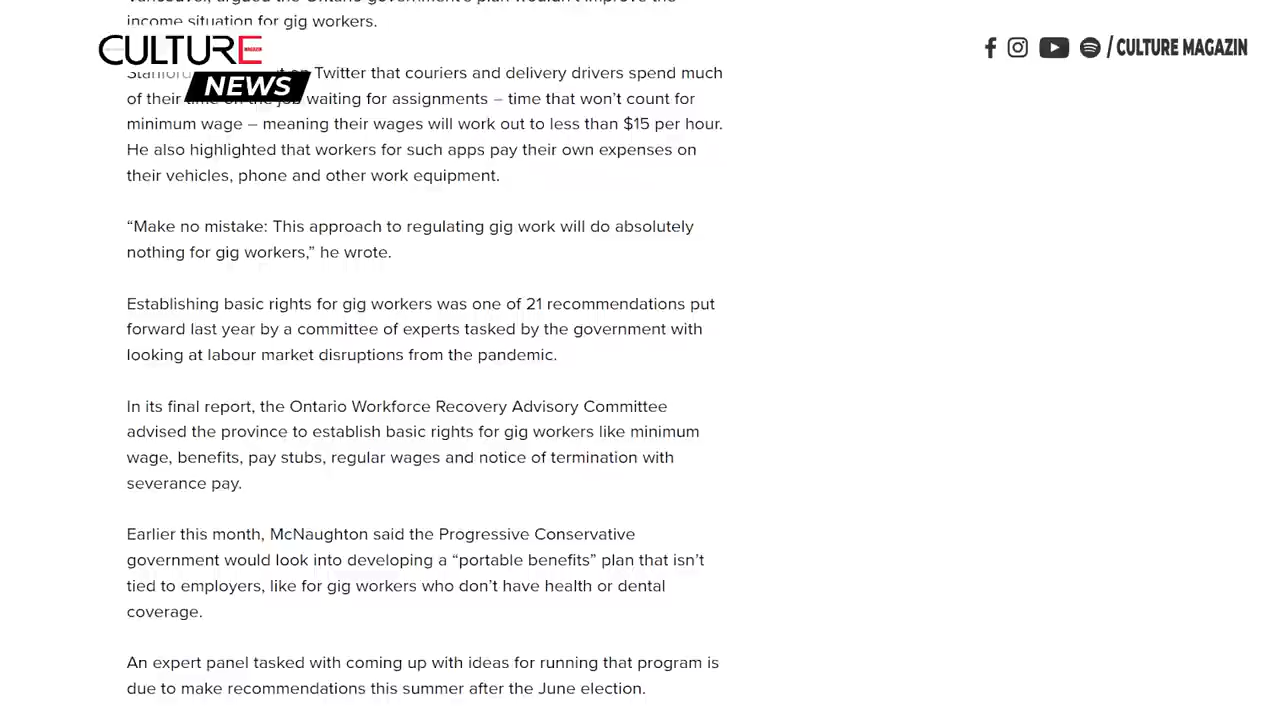 income situation for gig workers.
CULTURE
NEWS
/ CULTURE MAGAZIN
Twitter that couriers and delivery drivers spend much
of their time on the job waiting for assignments – time that won’t count for
minimum wage – meaning their wages will work out to less than $15 per hour.
He also highlighted that workers for such apps pay their own expenses on
their vehicles, phone and other work equipment.
“Make no mistake: This approach to regulating gig work will do absolutely
nothing for gig workers,” he wrote.
Establishing basic rights for gig workers was one of 21 recommendations put
forward last year by a committee of experts tasked by the government with
looking at labour market disruptions from the pandemic.
In its final report, the Ontario Workforce Recovery Advisory Committee
advised the province to establish basic rights for gig workers like minimum
wage, benefits, pay stubs, regular wages and notice of termination with
severance pay.
Earlier this month, McNaughton said the Progressive Conservative
government would look into developing a “portable benefits” plan that isn’t
tied to employers, like for gig workers who don’t have health or dental
coverage.
An expert panel tasked with coming up with ideas for running that program is
due to make recommendations this summer after the June election.